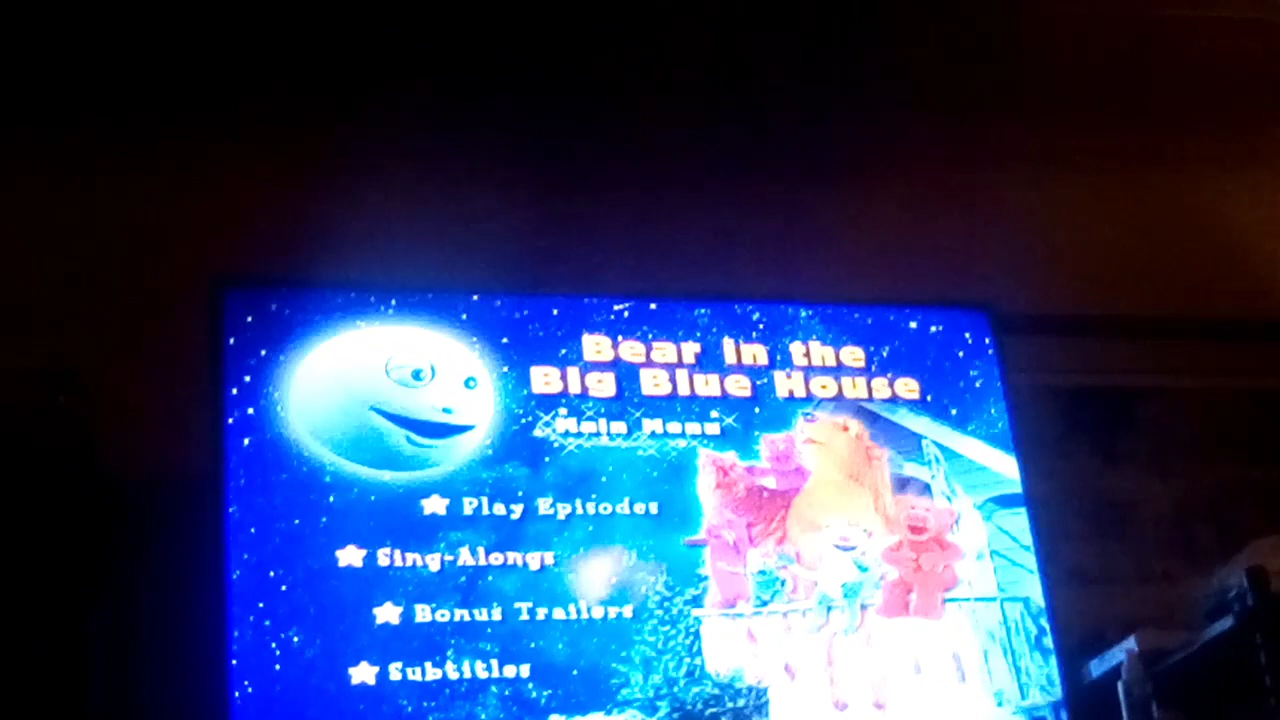 Bear in the
Big Blue House
Main Menu
Play Episodes
Sing-Alongs
Bonus Trailers
Subtitles